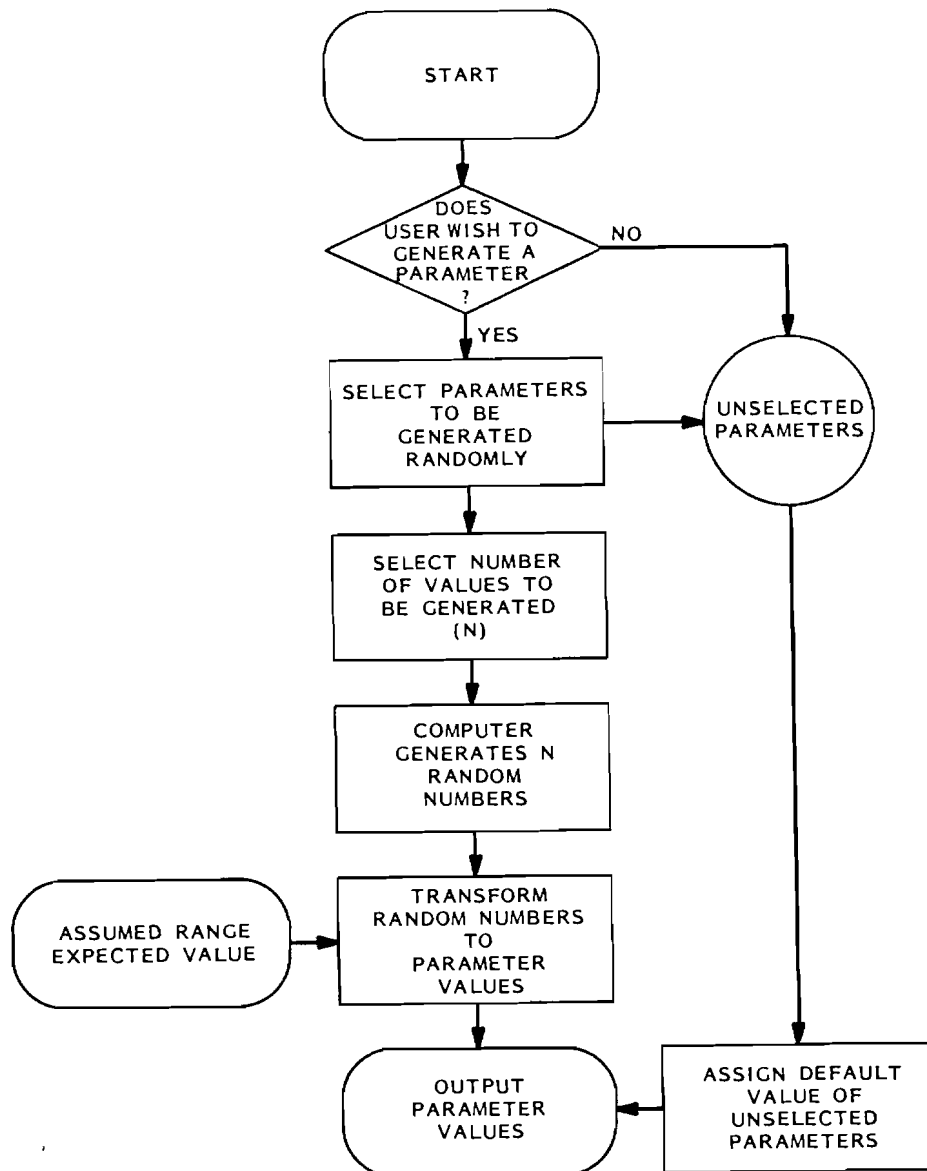 START
DOES
USER WISH TO
GENERATE A
PARAMETER
?
NO
YES
SELECT PARAMETERS
TO BE
GENERATED
RANDOMLY
UNSELECTED
PARAMETERS
SELECT NUMBER
OF VALUES TO
BE GENERATED
(N)
COMPUTER
GENERATES N
RANDOM
NUMBERS
ASSUMED RANGE
EXPECTED VALUE
TRANSFORM
RANDOM NUMBERS
TO
PARAMETER
VALUES
OUTPUT
PARAMETER
VALUES
ASSIGN DEFAULT
VALUE OF
UNSELECTED
PARAMETERS